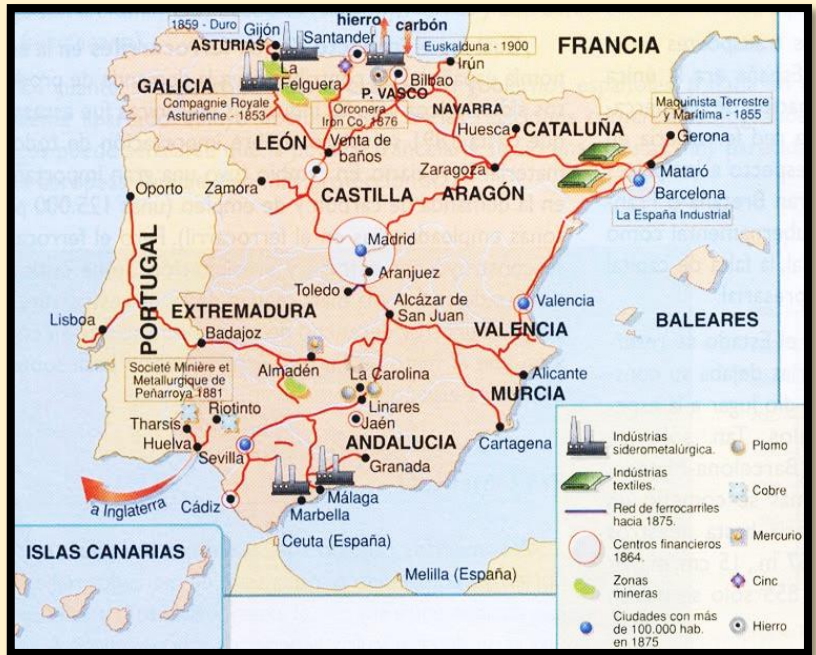 1859 - Duro
hierro
carbón
Gijón
Santander
ASTURIAS
Euskalduna - 1900
FRANCIA
La
Felguera
Irún
Bilbao
P. VASCO
GALICIA
Compagnie Royale
Asturienne - 1853
Orconera
Iron Co. 1876
NAVARRA
Maquinista Terrestre
y Marítima - 1855
LEÓN
Venta de
baños
Huesca
CATALUÑA
Gerona
Zaragoza
Mataró
Barcelona
Oporto
Zamora
CASTILLA
ARAGÓN
La España Industrial
Madrid
Aranjuez
Toledo
PORTUGAL
EXTREMADURA
Alcázar de
San Juan
Valencia
VALENCIA
BALEARES
Lisboa
Badajoz
Almadén
Societé Minière et
Metallurgique de
Peñarroya 1881
La Carolina
Alicante
MURCIA
Riotinto
Tharsis
Linares
Jaén
Huelva
Sevilla
ANDALUCIA
Cartagena
Granada
a Inglaterra
Cádiz
Málaga
Marbella
Ceuta (España)
ISLAS CANARIAS
Melilla (España)
Indústrias
siderometalúrgica.
Plomo
Indústrias
textiles.
Cobre
Red de ferrocarriles
hacia 1875.
Centros financieros
1864.
Mercurio
Zonas
mineras
Cinc
Ciudades con más
de 100.000 hab.
en 1875
Hierro